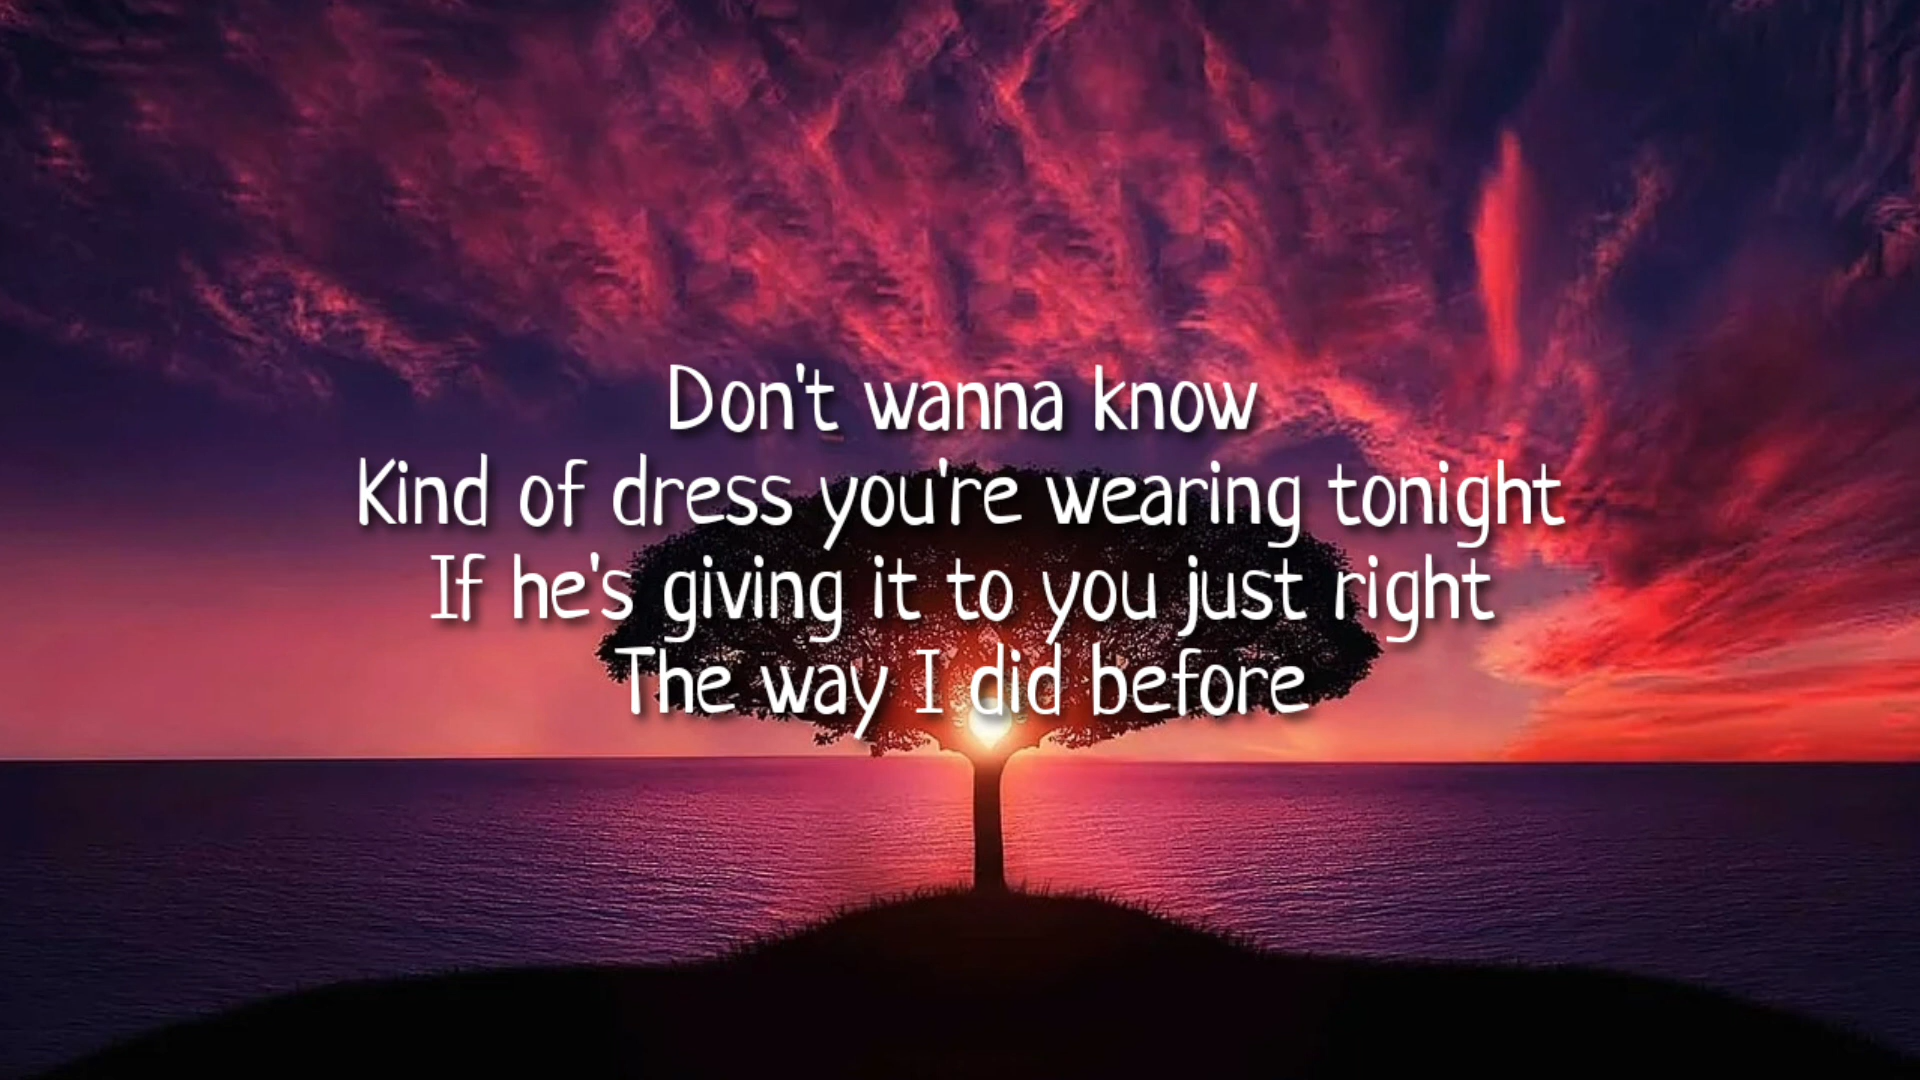 Don't wanna know
Kind of dress you're wearing tonight
If he's giving it to you just right
The way I did before